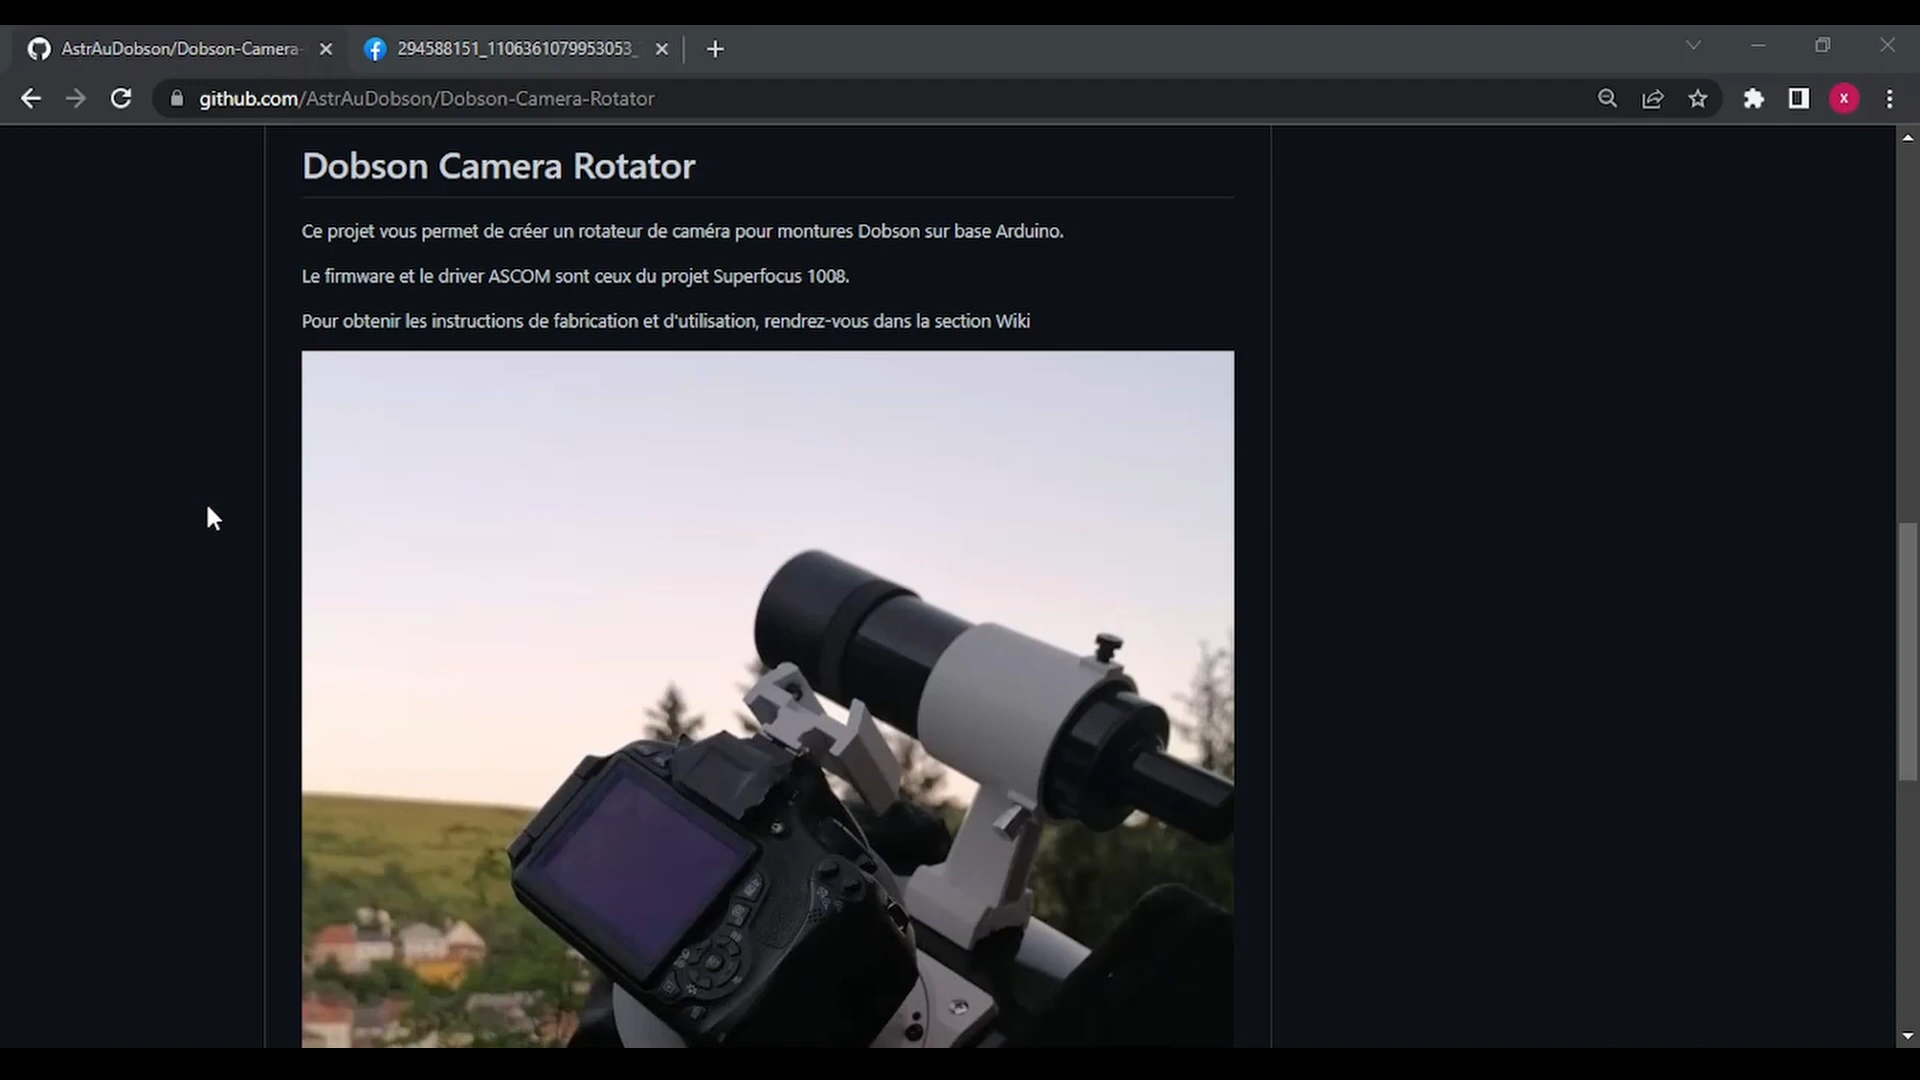 AstrAuDobson/Dobson-Camera-
294588151_1106361079953053_
github.com/AstrAuDobson/Dobson-Camera-Rotator
x
Dobson Camera Rotator
Ce projet vous permet de créer un rotateur de caméra pour montures Dobson sur base Arduino.
Le firmware et le driver ASCOM sont ceux du projet Superfocus 1008.
Pour obtenir les instructions de fabrication et d'utilisation, rendrez-vous dans la section Wiki